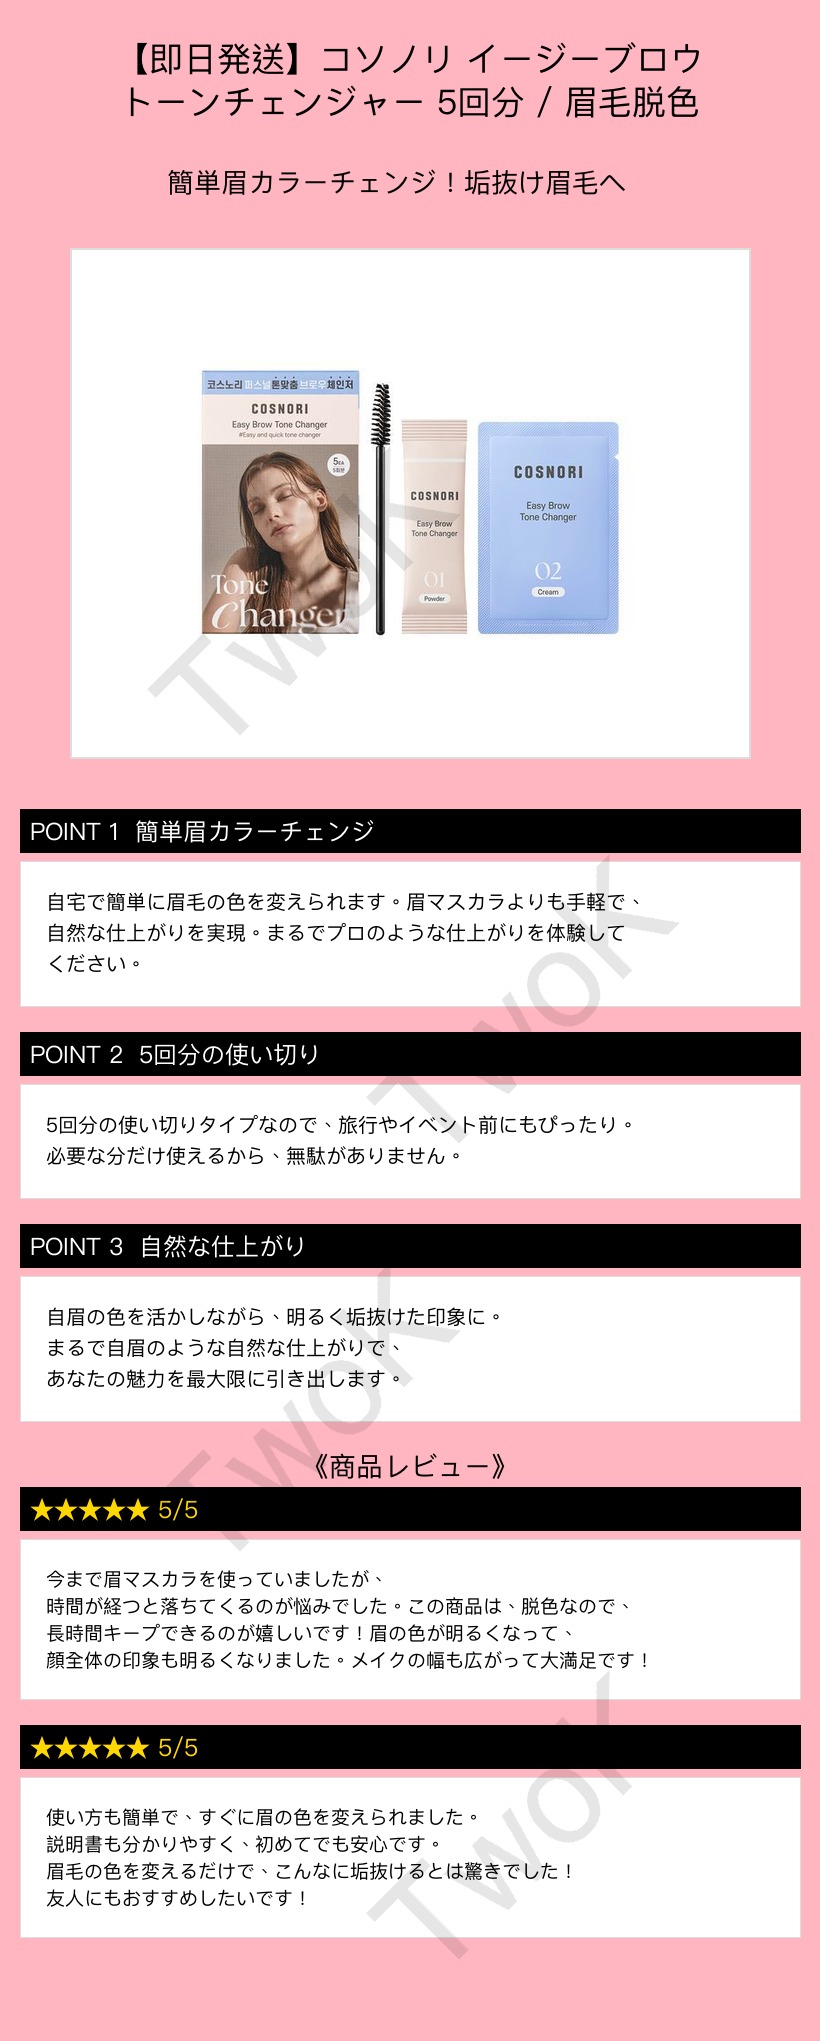 【即日発送】コソノリ イージーブロウ
トーンチェンジャー 5回分 / 眉毛脱色
簡単眉カラーチェンジ！垢抜け眉毛へ
코스노리 퍼스널톤맞춤브로우체인저
COSNORI
Easy Brow Tone Changer
#Easy and quick tone changer
5EA
5회분
Tone
Changer
COSNORI
Easy Brow
Tone Changer
01
Powder
COSNORI
Easy Brow
Tone Changer
02
Cream
TwoK
POINT 1 簡単眉カラーチェンジ
自宅で簡単に眉毛の色を変えられます。眉マスカラよりも手軽で、
自然な仕上がりを実現。まるでプロのような仕上がりを体験して
ください。
TwoK
POINT 2 5回分の使い切り
5回分の使い切りタイプなので、旅行やイベント前にもぴったり。
必要な分だけ使えるから、無駄がありません。
POINT 3 自然な仕上がり
自眉の色を活かしながら、明るく垢抜けた印象に。
まるで自眉のような自然な仕上がりで、
あなたの魅力を最大限に引き出します。
TwoK
《商品レビュー》
★★★★★ 5/5
今まで眉マスカラを使っていましたが、
時間が経つと落ちてくるのが悩みでした。この商品は、脱色なので、
長時間キープできるのが嬉しいです！眉の色が明るくなって、
顔全体の印象も明るくなりました。メイクの幅も広がって大満足です！
★★★★★ 5/5
使い方も簡単で、すぐに眉の色を変えられました。
説明書も分かりやすく、初めてでも安心です。
眉毛の色を変えるだけで、こんなに垢抜けるとは驚きでした！
友人にもおすすめしたいです！
TwoK